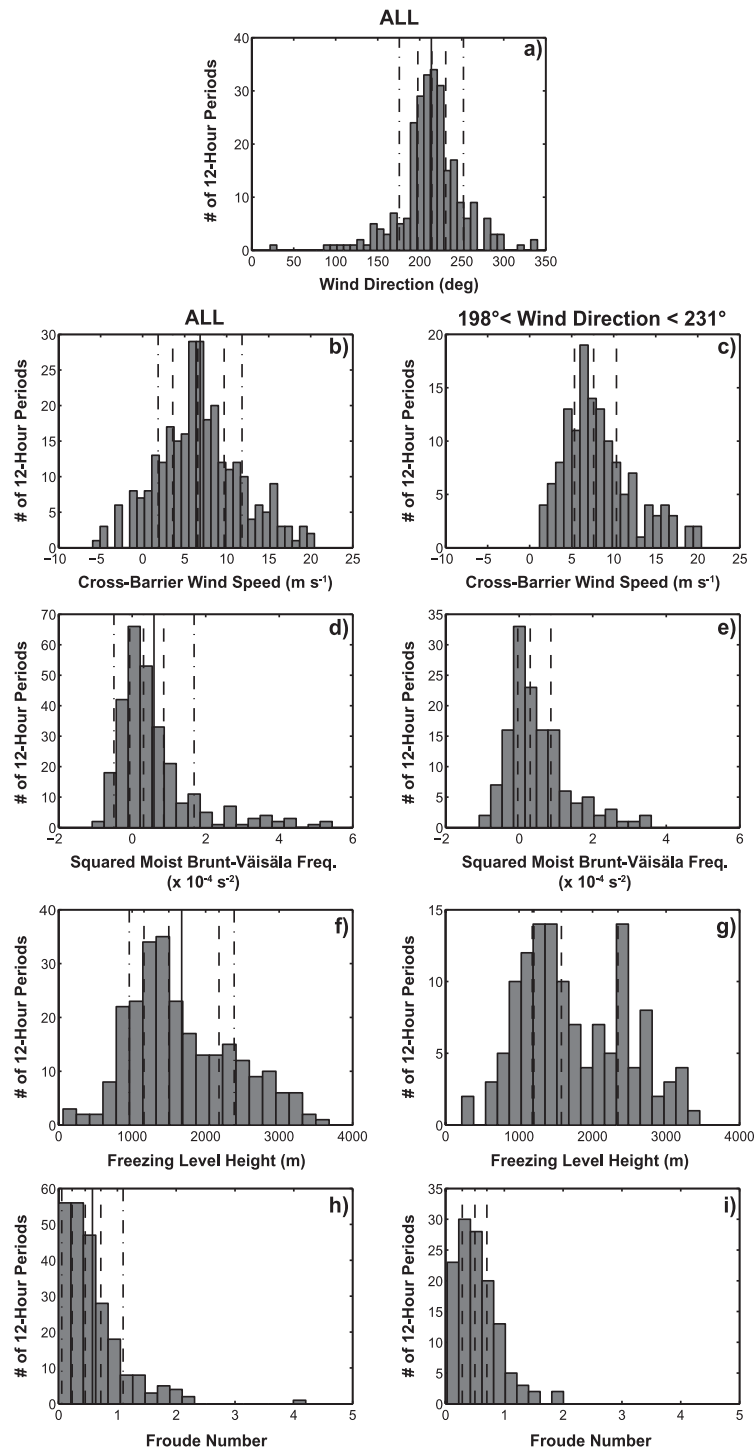 ALL
a)
# of 12-Hour Periods
40
30
20
10
0
0 50 100 150 200 250 300 350
Wind Direction (deg)
ALL
b)
# of 12-Hour Periods
30
25
20
15
10
5
0
−10 −5 0 5 10 15 20 25
Cross-Barrier Wind Speed (m s⁻¹)
198°< Wind Direction < 231°
c)
# of 12-Hour Periods
20
15
10
5
0
−10 −5 0 5 10 15 20 25
Cross-Barrier Wind Speed (m s⁻¹)
d)
# of 12-Hour Periods
70
60
50
40
30
20
10
0
−2 0 2 4 6
Squared Moist Brunt-Väisäla Freq.
(x 10⁻⁴ s⁻²)
e)
# of 12-Hour Periods
35
30
25
20
15
10
5
0
−2 0 2 4 6
Squared Moist Brunt-Väisäla Freq.
(x 10⁻⁴ s⁻²)
f)
# of 12-Hour Periods
40
30
20
10
0
0 1000 2000 3000 4000
Freezing Level Height (m)
g)
# of 12-Hour Periods
15
10
5
0
0 1000 2000 3000 4000
Freezing Level Height (m)
h)
# of 12-Hour Periods
60
50
40
30
20
10
0
0 1 2 3 4 5
Froude Number
i)
# of 12-Hour Periods
35
30
25
20
15
10
5
0
0 1 2 3 4 5
Froude Number